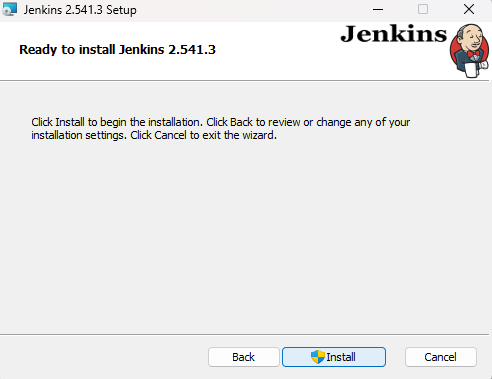 Jenkins 2.541.3 Setup
Ready to install Jenkins 2.541.3
Jenkins
Click Install to begin the installation. Click Back to review or change any of your
installation settings. Click Cancel to exit the wizard.
Back
Install
Cancel